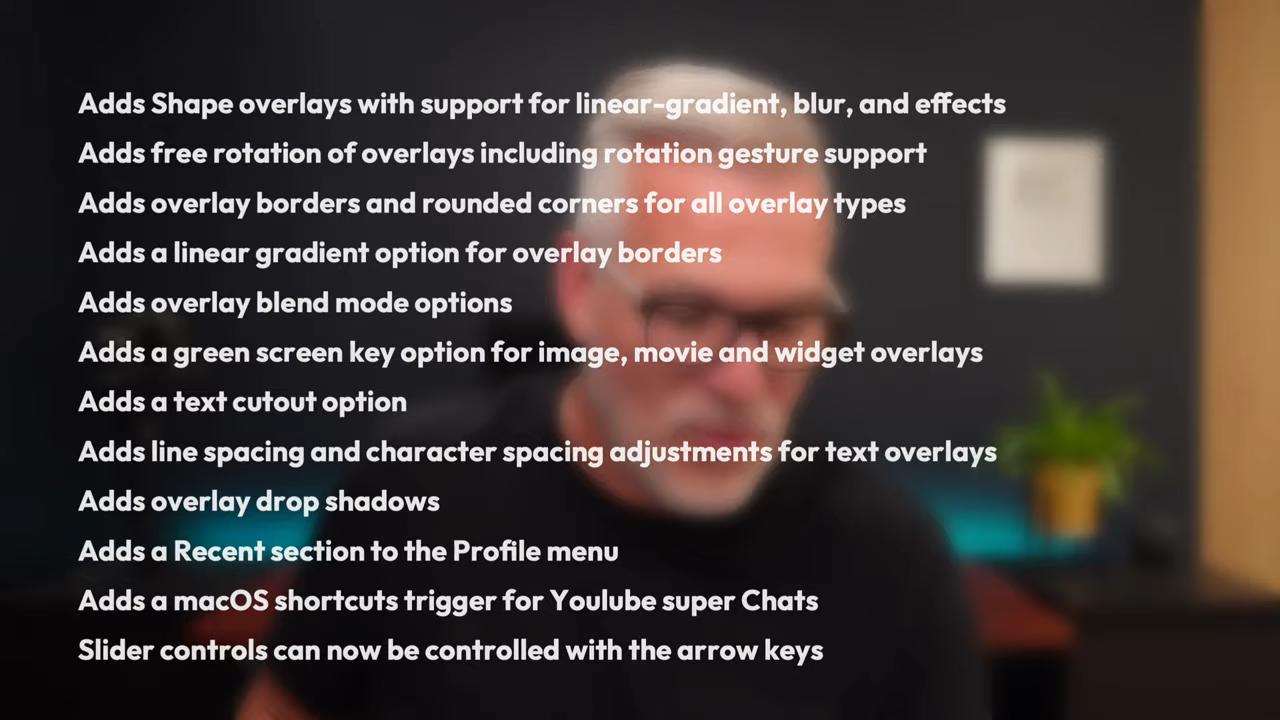 Adds Shape overlays with support for linear-gradient, blur, and effects
Adds free rotation of overlays including rotation gesture support
Adds overlay borders and rounded corners for all overlay types
Adds a linear gradient option for overlay borders
Adds overlay blend mode options
Adds a green screen key option for image, movie and widget overlays
Adds a text cutout option
Adds line spacing and character spacing adjustments for text overlays
Adds overlay drop shadows
Adds a Recent section to the Profile menu
Adds a macOS shortcuts trigger for Youlube super Chats
Slider controls can now be controlled with the arrow keys